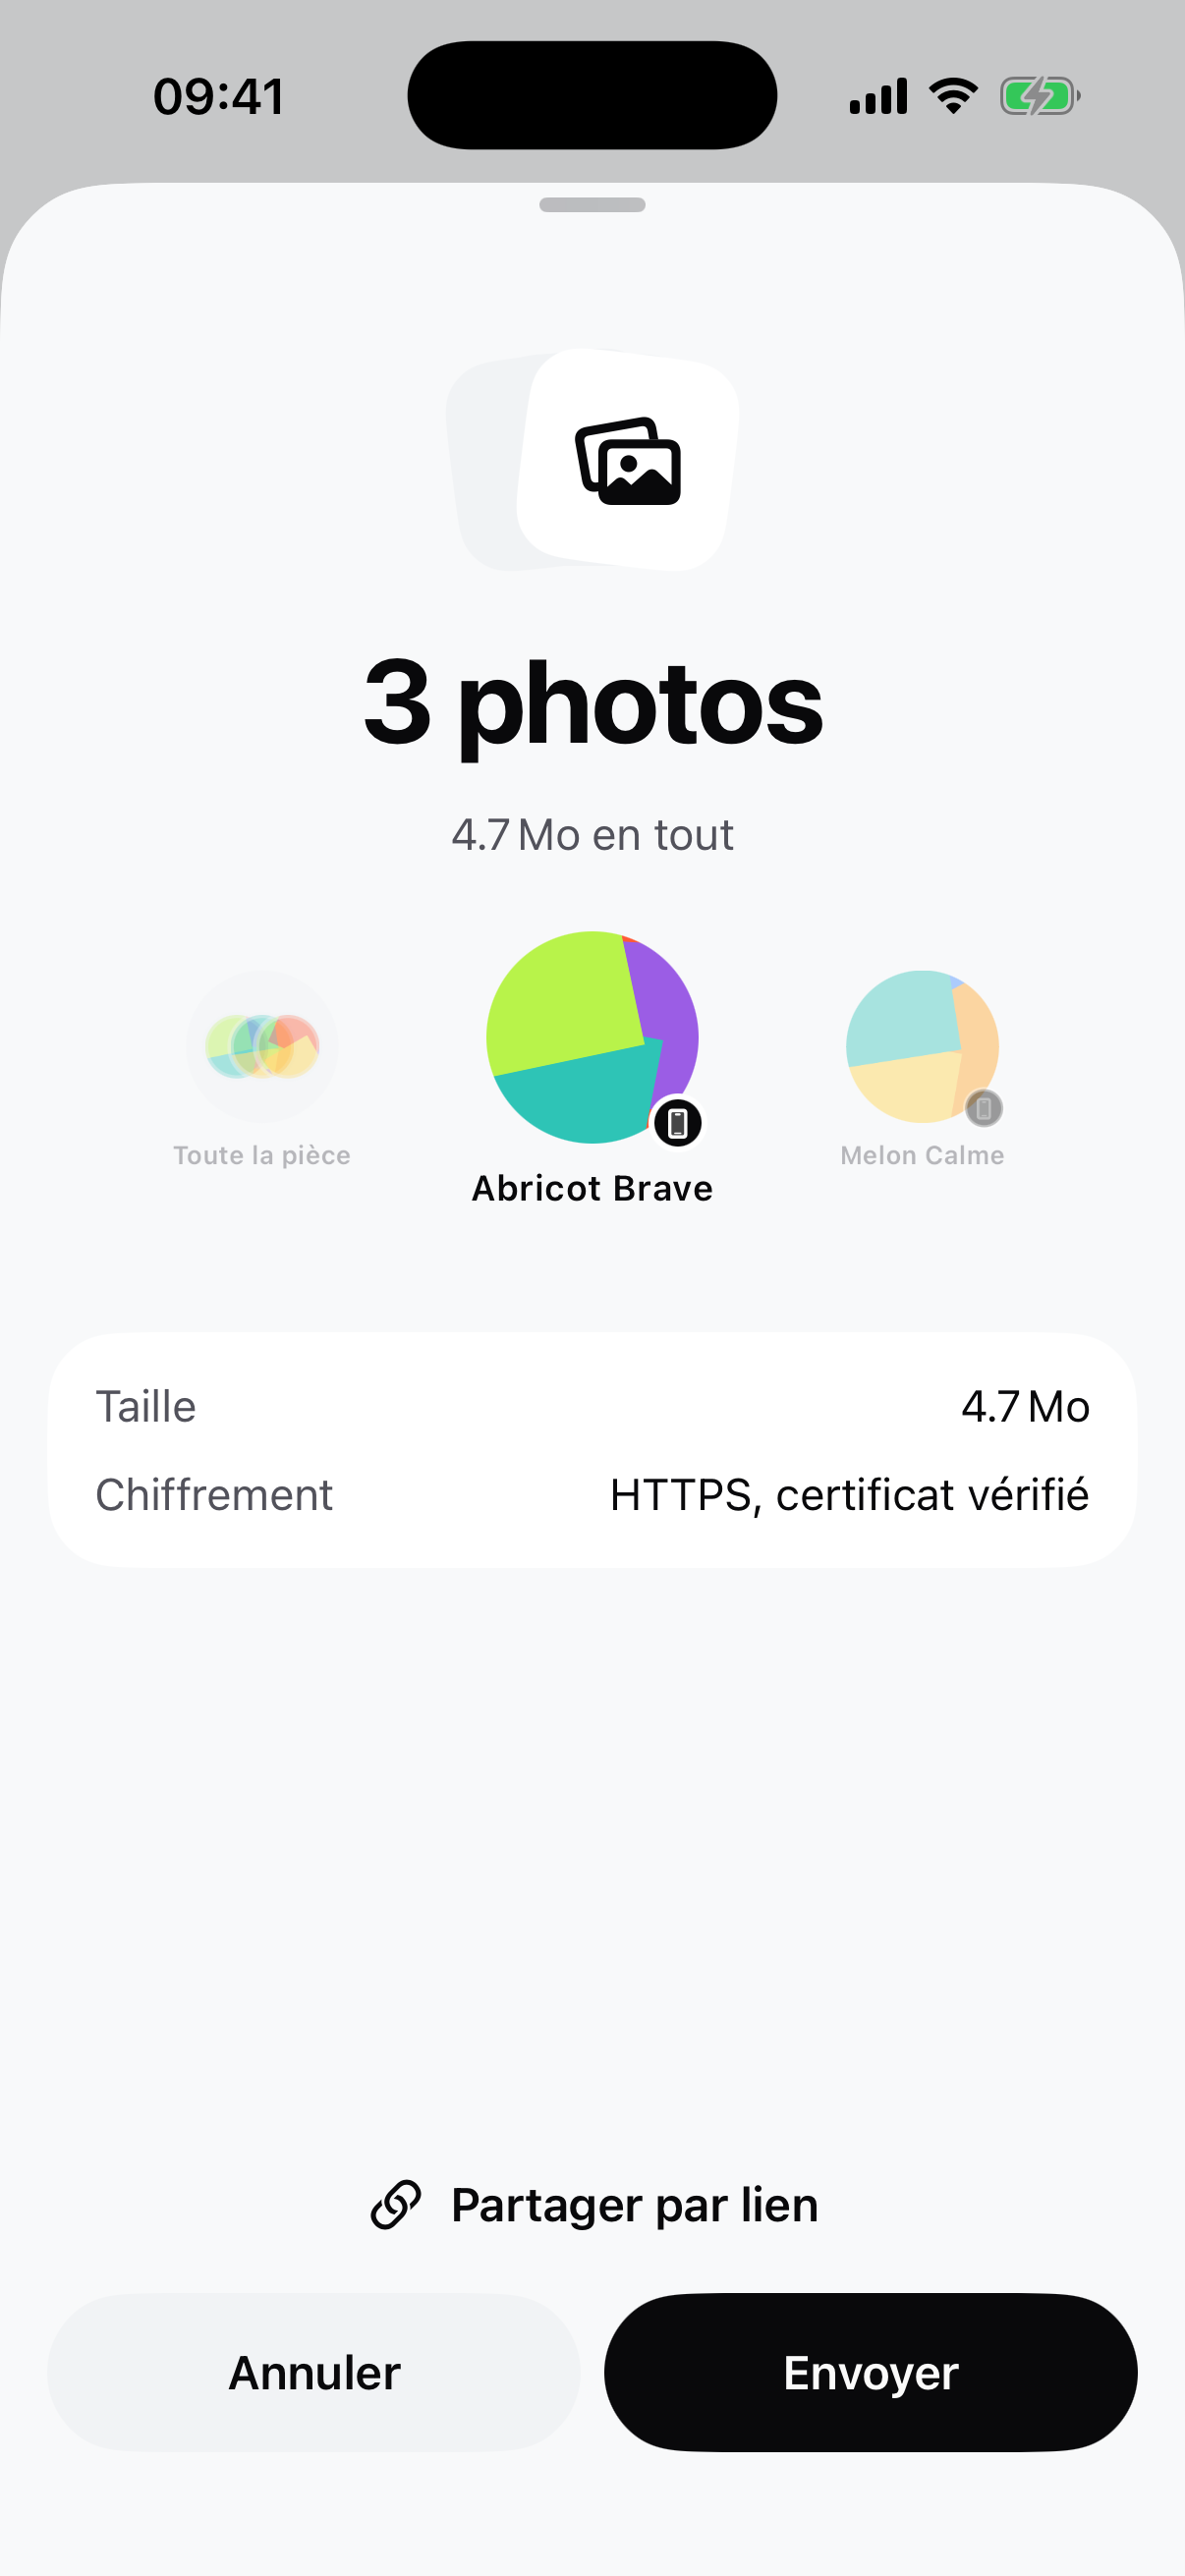 09:41
3 photos
4.7 Mo en tout
Toute la pièce
Abricot Brave
Melon Calme
Taille 4.7 Mo
Chiffrement HTTPS, certificat vérifié
Partager par lien
Annuler Envoyer